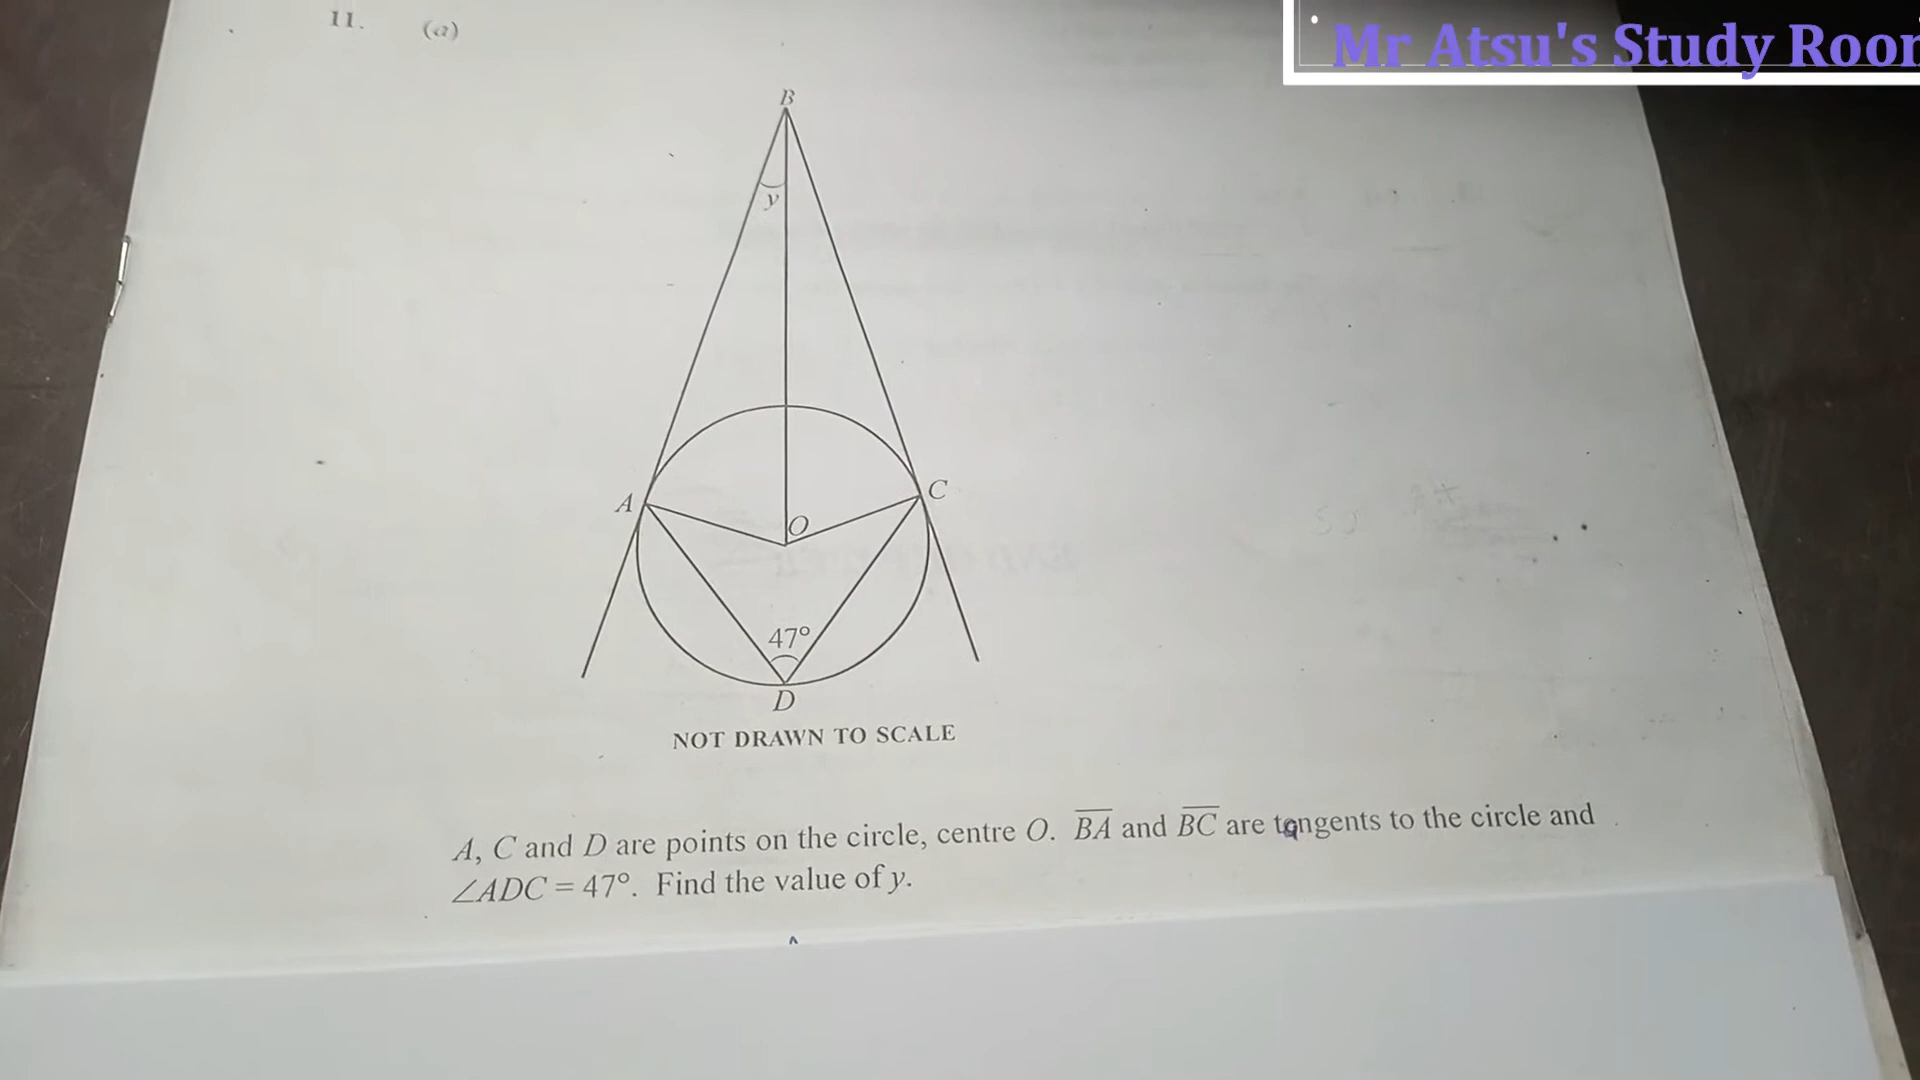 Mr Atsu's Study Roo
11. (a)
B
y
A
C
O
47°
D
NOT DRAWN TO SCALE
A, C and D are points on the circle, centre O. BA and BC are tangents to the circle and
∠ADC = 47°. Find the value of y.